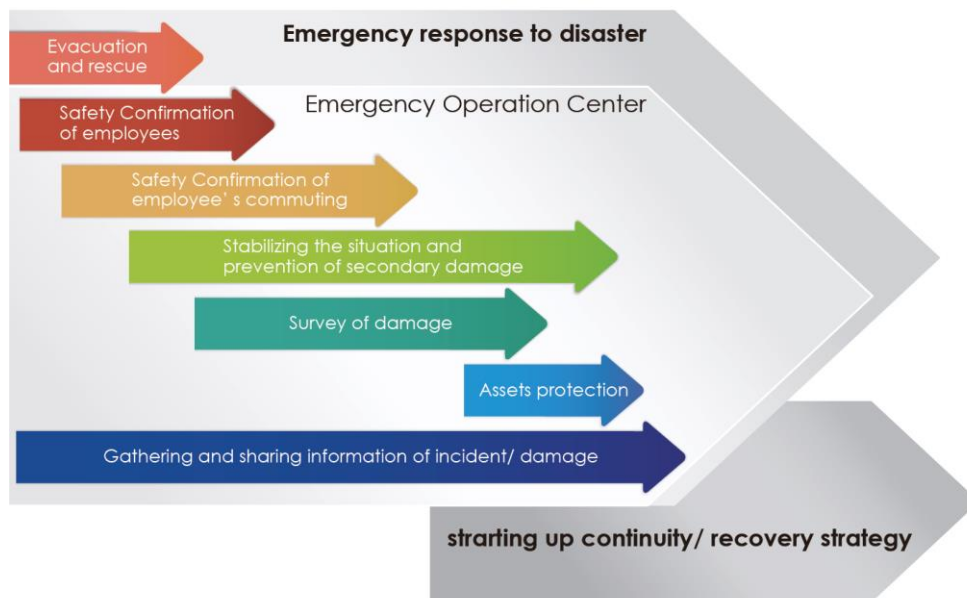 Emergency response to disaster
Evacuation
and rescue
Emergency Operation Center
Safety Confirmation
of employees
Safety Confirmation of
employee’ s commuting
Stabilizing the situation and
prevention of secondary damage
Survey of damage
Assets protection
Gathering and sharing information of incident/ damage
strarting up continuity/ recovery strategy